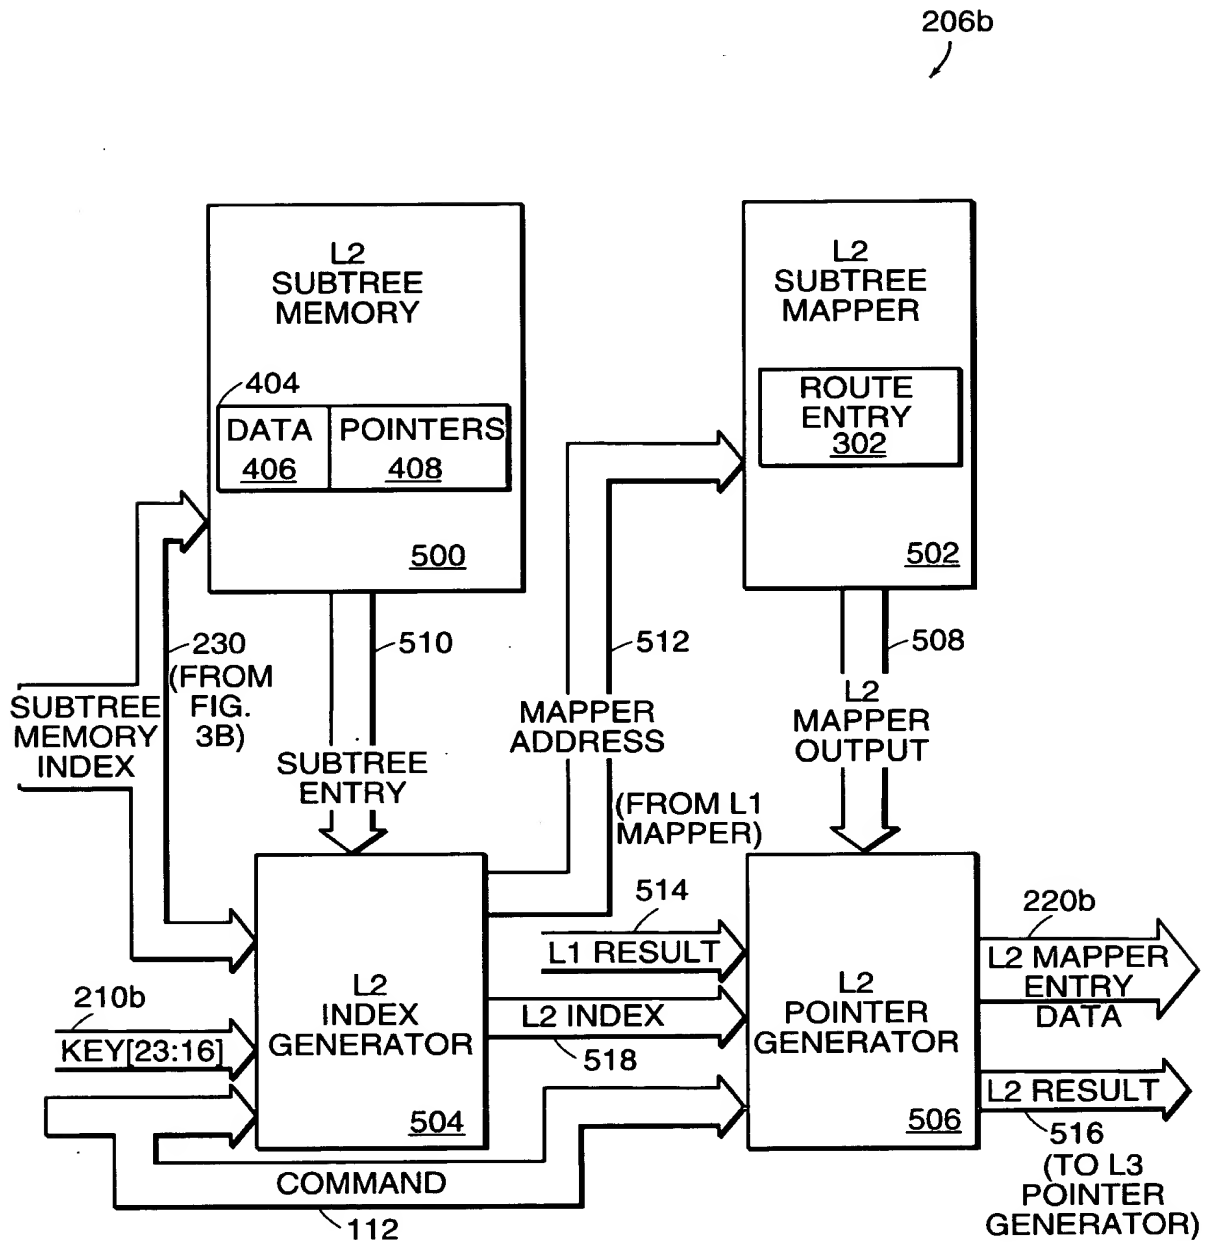 206b
L2
SUBTREE
MEMORY
404
DATA
406
POINTERS
408
500
L2
SUBTREE
MAPPER
ROUTE
ENTRY
302
502
230
(FROM
FIG.
3B)
SUBTREE
MEMORY
INDEX
510
SUBTREE
ENTRY
512
MAPPER
ADDRESS
508
L2
MAPPER
OUTPUT
(FROM L1
MAPPER)
514
L1 RESULT
210b
KEY[23:16]
L2
INDEX
GENERATOR
504
L2 INDEX
518
L2
POINTER
GENERATOR
506
220b
L2 MAPPER
ENTRY
DATA
L2 RESULT
516
(TO L3
POINTER
GENERATOR)
COMMAND
112